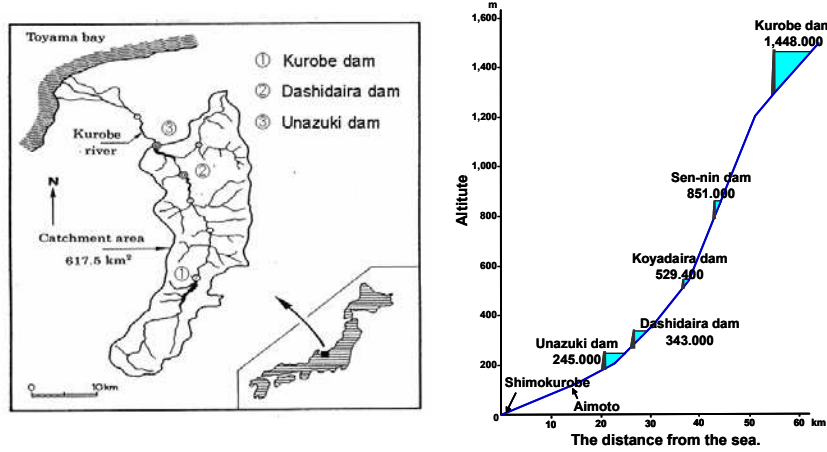 Toyama bay
① Kurobe dam
② Dashidaira dam
③ Unazuki dam
③
Kurobe
river
②
N
Catchment area
617.5 km²
①
0 10km
m
1,600
1,400
1,200
1,000
800
600
400
200
0
Altitute
Kurobe dam
1,448.000
Sen-nin dam
851.000
Koyadaira dam
529.400
Dashidaira dam
343.000
Unazuki dam
245.000
Shimokurobe
Aimoto
10 20 30 40 50 60 km
The distance from the sea.